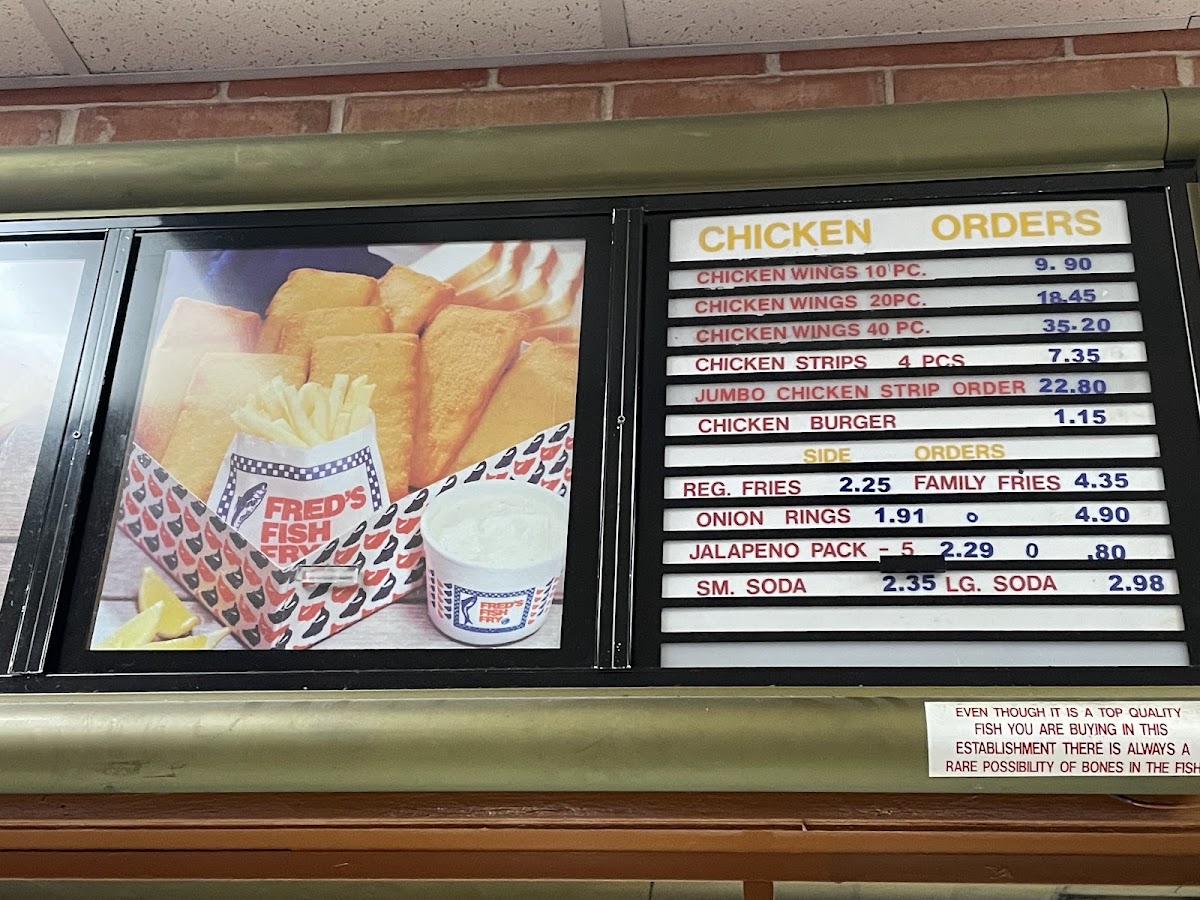 FRED'S
FISH
FRY
FRED'S
FISH
FRY
CHICKEN ORDERS
CHICKEN WINGS 10 PC. 9.90
CHICKEN WINGS 20PC. 18.45
CHICKEN WINGS 40 PC. 35.20
CHICKEN STRIPS 4 PCS 7.35
JUMBO CHICKEN STRIP ORDER 22.80
CHICKEN BURGER 1.15
SIDE ORDERS
REG. FRIES 2.25 FAMILY FRIES 4.35
ONION RINGS 1.91 o 4.90
JALAPENO PACK - 5 2.29 0 .80
SM. SODA 2.35 LG. SODA 2.98
EVEN THOUGH IT IS A TOP QUALITY
FISH YOU ARE BUYING IN THIS
ESTABLISHMENT THERE IS ALWAYS A
RARE POSSIBILITY OF BONES IN THE FISH